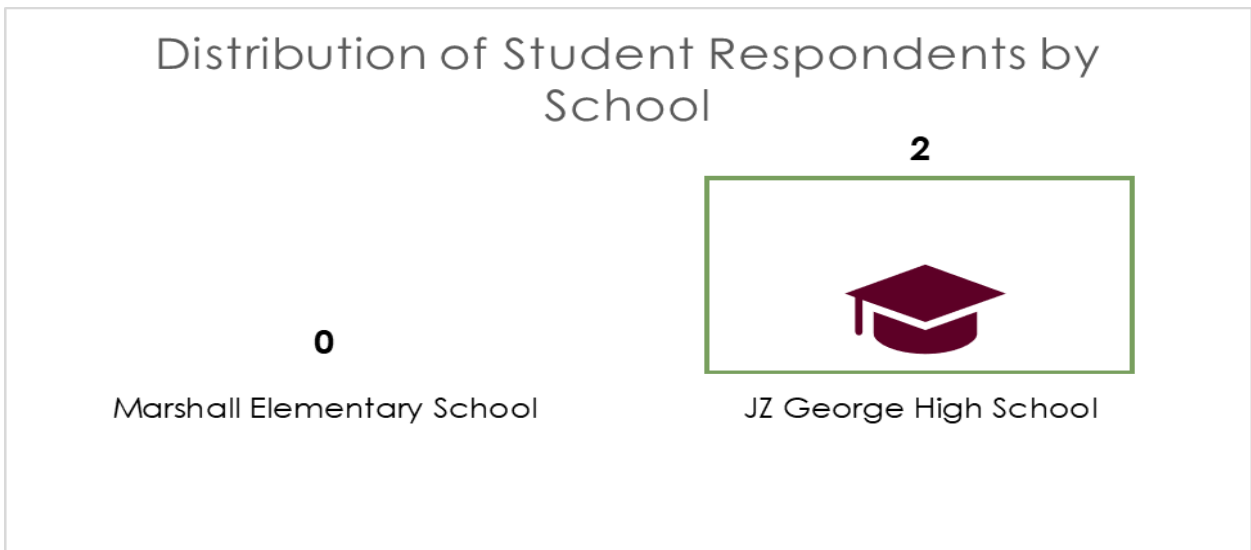 Distribution of Student Respondents by
School
2
0
Marshall Elementary School
JZ George High School